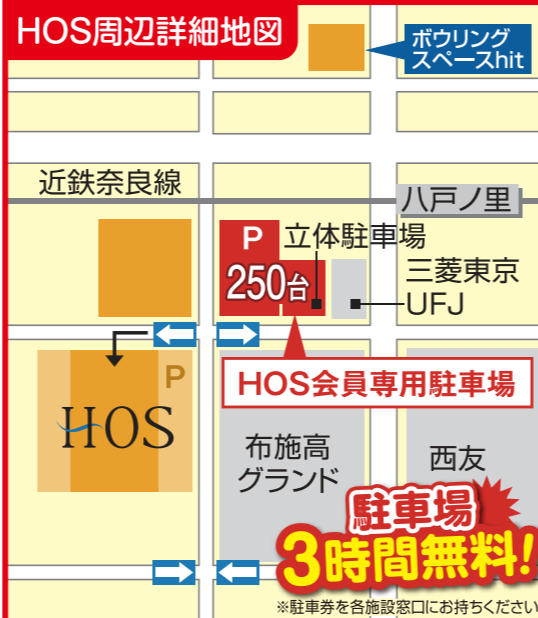 HOS周辺詳細地図
ボウリング
スペースhit
近鉄奈良線
八戸ノ里
P
立体駐車場
250台
三菱東京
UFJ
P
HOS会員専用駐車場
HOS
布施高
グランド
西友
駐車場
3時間無料!
※駐車券を各施設窓口にお持ちください